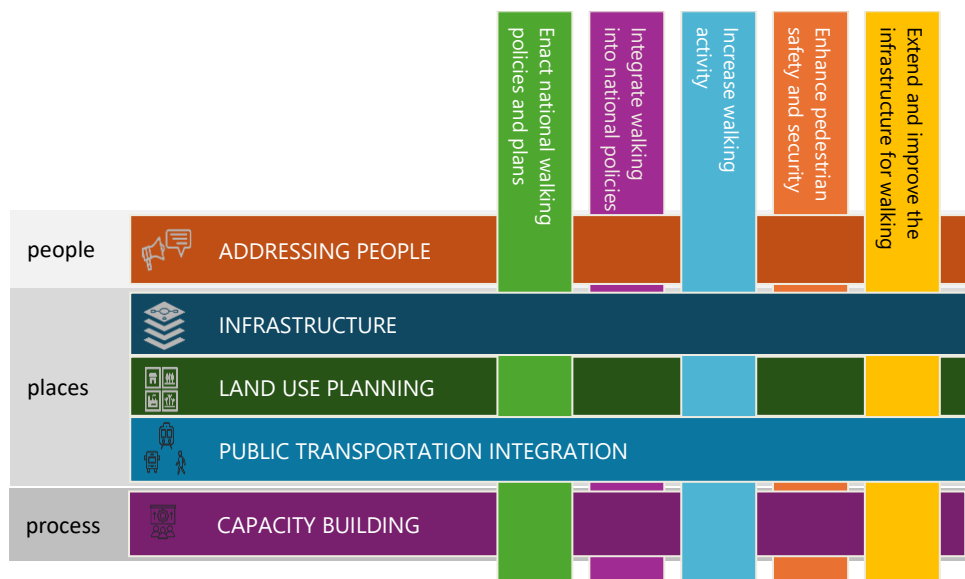 Enact national walking
policies and plans
Integrate walking
into national policies
Increase walking
activity
Enhance pedestrian
safety and security
Extend and improve the
infrastructure for walking
people
ADDRESSING PEOPLE
places
INFRASTRUCTURE
LAND USE PLANNING
PUBLIC TRANSPORTATION INTEGRATION
process
CAPACITY BUILDING